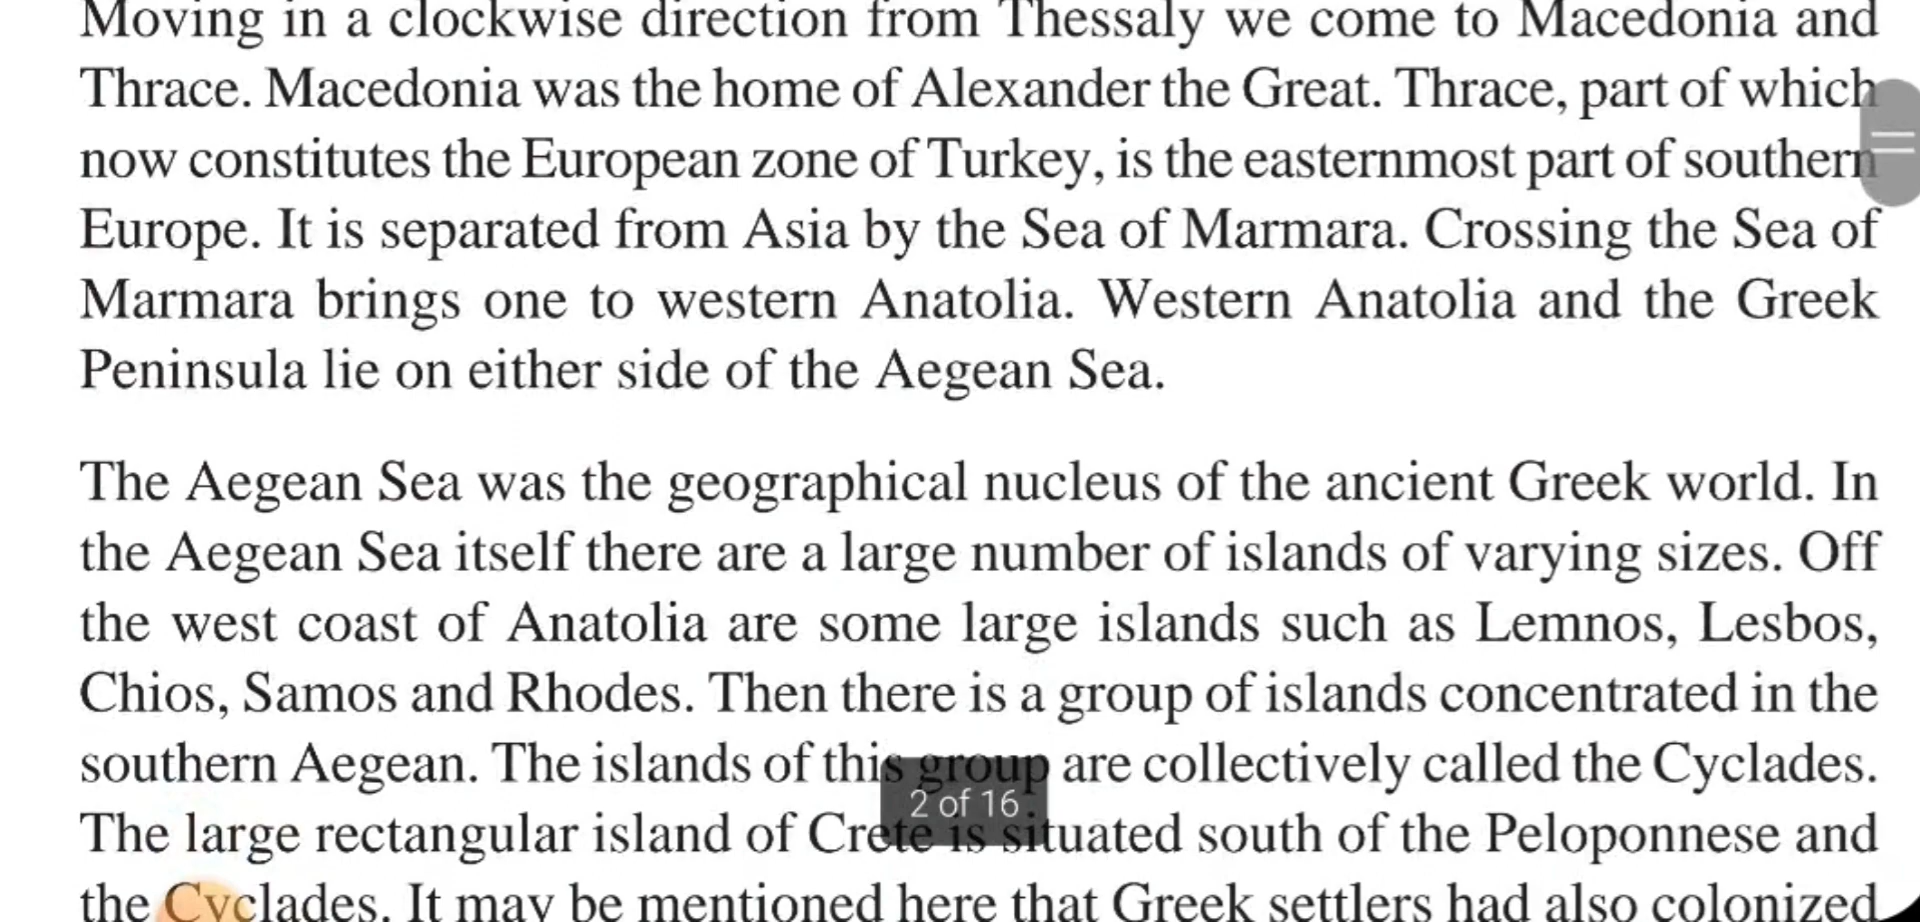 Moving in a clockwise direction from Thessaly we come to Macedonia and
Thrace. Macedonia was the home of Alexander the Great. Thrace, part of which
now constitutes the European zone of Turkey, is the easternmost part of southern
Europe. It is separated from Asia by the Sea of Marmara. Crossing the Sea of
Marmara brings one to western Anatolia. Western Anatolia and the Greek
Peninsula lie on either side of the Aegean Sea.
The Aegean Sea was the geographical nucleus of the ancient Greek world. In
the Aegean Sea itself there are a large number of islands of varying sizes. Off
the west coast of Anatolia are some large islands such as Lemnos, Lesbos,
Chios, Samos and Rhodes. Then there is a group of islands concentrated in the
southern Aegean. The islands of this group are collectively called the Cyclades.
2 of 16
The large rectangular island of Crete is situated south of the Peloponnese and
the Cyclades. It may be mentioned here that Greek settlers had also colonized